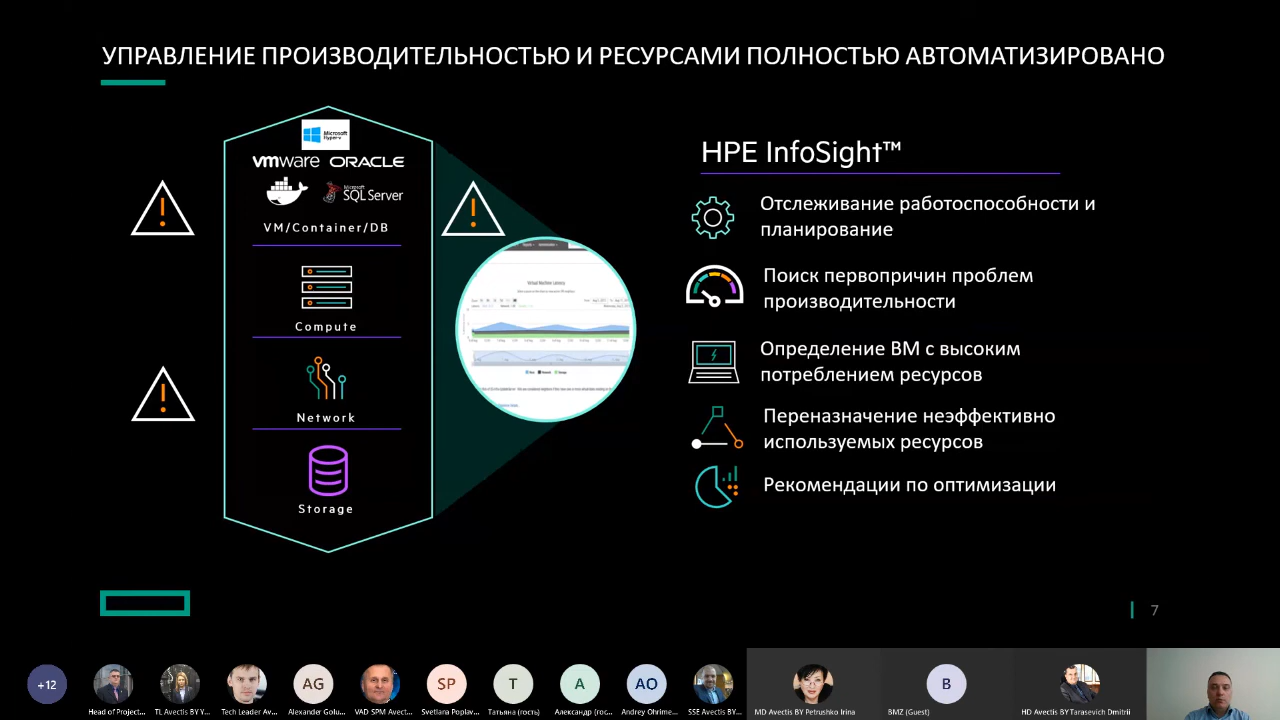 УПРАВЛЕНИЕ ПРОИЗВОДИТЕЛЬНОСТЬЮ И РЕСУРСАМИ ПОЛНОСТЬЮ АВТОМАТИЗИРОВАНО
Microsoft
Hyper-v
vmware ORACLE
Microsoft
SQL Server
VM/Container/DB
Compute
Network
Storage
Virtual Machine Latency
HPE InfoSight™
Отслеживание работоспособности и
планирование
Поиск первопричин проблем
производительности
Определение ВМ с высоким
потреблением ресурсов
Переназначение неэффективно
используемых ресурсов
Рекомендации по оптимизации
7
+12
AG
SP
T
A
AO
B
Head of Project...
TL Avectis BY Y...
Tech Leader Av...
Alexander Golu...
VAD SPM Avect...
Svetlana Poplav...
Татьяна (гость)
Александр (гос...
Andrey Ohrime...
SSE Avectis BY...
MD Avectis BY Petrushko Irina
BMZ (Guest)
HD Avectis BY Tarasevich Dmitrii